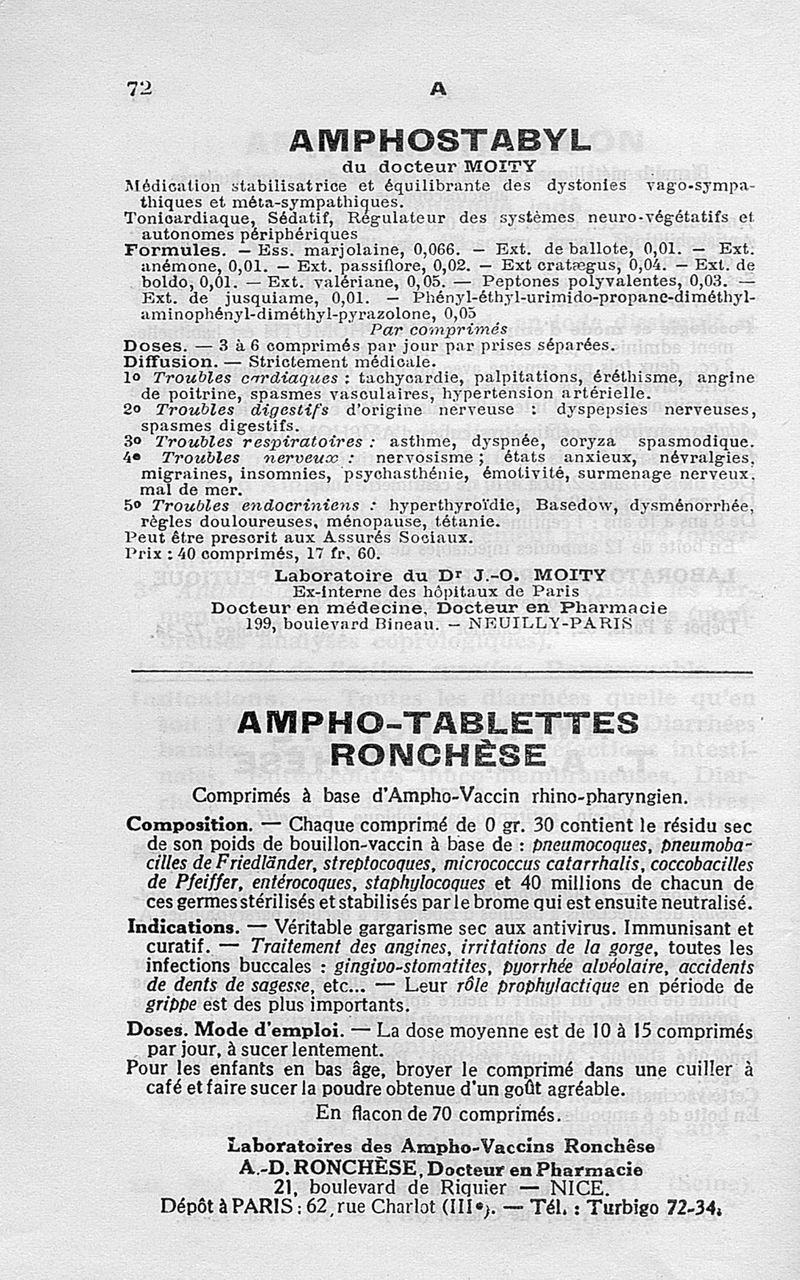 72
A
AMPHOSTABYL
du docteur MOITY
Médication stabilisatrice et équilibrante des dystonies vago-sympa-
thiques et méta-sympathiques.
Tonicardiaque, Sédatif, Régulateur des systèmes neuro-végétatifs et
autonomes périphériques
Formules. — Ess. marjolaine, 0,066. — Ext. de ballote, 0,01. — Ext.
anémone, 0,01. — Ext. passiflore, 0,02. — Ext cratægus, 0,04. — Ext. de
boldo, 0,01. — Ext. valériane, 0,05. — Peptones polyvalentes, 0,03. —
Ext. de jusquiame, 0,01. — Phényl-éthyl-urimido-propane-diméthyl-
aminophényl-diméthyl-pyrazolone, 0,05
Par comprimés
Doses. — 3 à 6 comprimés par jour par prises séparées.
Diffusion. — Strictement médicale.
1º Troubles cardiaques : tachycardie, palpitations, éréthisme, angine
de poitrine, spasmes vasculaires, hypertension artérielle.
2º Troubles digestifs d'origine nerveuse : dyspepsies nerveuses,
spasmes digestifs.
3º Troubles respiratoires : asthme, dyspnée, coryza spasmodique.
4º Troubles nerveux : nervosisme ; états anxieux, névralgies,
migraines, insomnies, psychasthénie, émotivité, surmenage nerveux,
mal de mer.
5º Troubles endocriniens : hyperthyroïdie, Basedow, dysménorrhée,
règles douloureuses, ménopause, tétanie.
Peut être prescrit aux Assurés Sociaux.
Prix : 40 comprimés, 17 fr. 60.
Laboratoire du Dr J.-O. MOITY
Ex-interne des hôpitaux de Paris
Docteur en médecine, Docteur en Pharmacie
199, boulevard Bineau. — NEUILLY-PARIS
AMPHO-TABLETTES
RONCHÈSE
Comprimés à base d'Ampho-Vaccin rhino-pharyngien.
Composition. — Chaque comprimé de 0 gr. 30 contient le résidu sec
de son poids de bouillon-vaccin à base de : pneumocoques, pneumoba-
cilles de Friedländer, streptocoques, micrococcus catarrhalis, coccobacilles
de Pfeiffer, entérocoques, staphylocoques et 40 millions de chacun de
ces germes stérilisés et stabilisés par le brome qui est ensuite neutralisé.
Indications. — Véritable gargarisme sec aux antivirus. Immunisant et
curatif. — Traitement des angines, irritations de la gorge, toutes les
infections buccales : gingivo-stomatites, pyorrhée alvéolaire, accidents
de dents de sagesse, etc... — Leur rôle prophylactique en période de
grippe est des plus importants.
Doses. Mode d'emploi. — La dose moyenne est de 10 à 15 comprimés
par jour, à sucer lentement.
Pour les enfants en bas âge, broyer le comprimé dans une cuiller à
café et faire sucer la poudre obtenue d'un goût agréable.
En flacon de 70 comprimés.
Laboratoires des Ampho-Vaccins Ronchêse
A.-D. RONCHÈSE, Docteur en Pharmacie
21, boulevard de Riquier — NICE.
Dépôt à PARIS : 62, rue Charlot (IIIe). — Tél. : Turbigo 72-34.